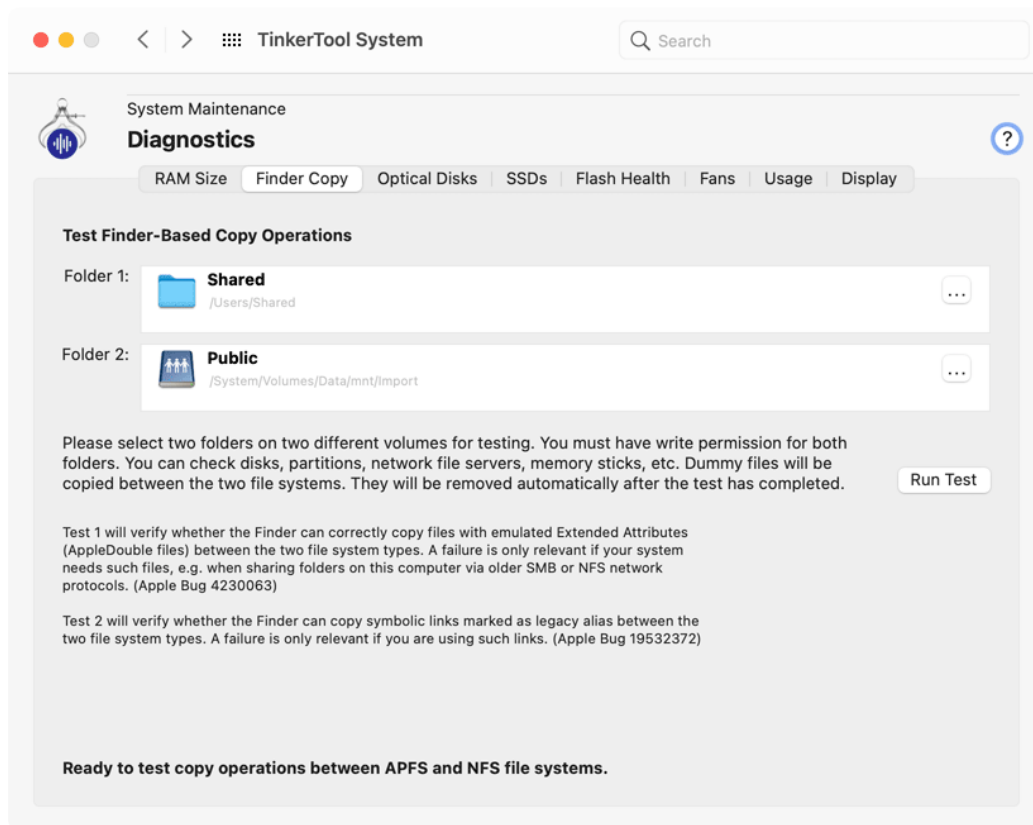 TinkerTool System
Search
System Maintenance
Diagnostics
?
RAM Size Finder Copy Optical Disks SSDs Flash Health Fans Usage Display
Test Finder-Based Copy Operations
Folder 1:
Shared
/Users/Shared
...
Folder 2:
Public
/System/Volumes/Data/mnt/Import
...
Please select two folders on two different volumes for testing. You must have write permission for both
folders. You can check disks, partitions, network file servers, memory sticks, etc. Dummy files will be
copied between the two file systems. They will be removed automatically after the test has completed.
Run Test
Test 1 will verify whether the Finder can correctly copy files with emulated Extended Attributes
(AppleDouble files) between the two file system types. A failure is only relevant if your system
needs such files, e.g. when sharing folders on this computer via older SMB or NFS network
protocols. (Apple Bug 4230063)
Test 2 will verify whether the Finder can copy symbolic links marked as legacy alias between the
two file system types. A failure is only relevant if you are using such links. (Apple Bug 19532372)
Ready to test copy operations between APFS and NFS file systems.